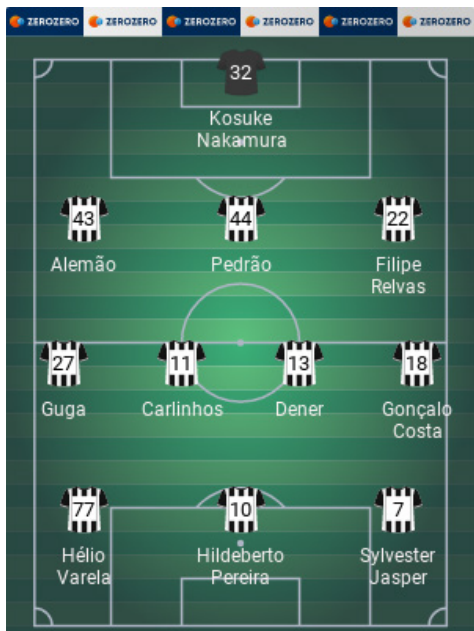 ZEROZERO ZEROZERO ZEROZERO ZEROZERO ZEROZERO ZEROZERO
32
Kosuke
Nakamura
43 44 22
Alemão Pedrão Filipe
Relvas
27 11 13 18
Guga Carlinhos Dener Gonçalo
Costa
77 10 7
Hélio Hildeberto Sylvester
Varela Pereira Jasper